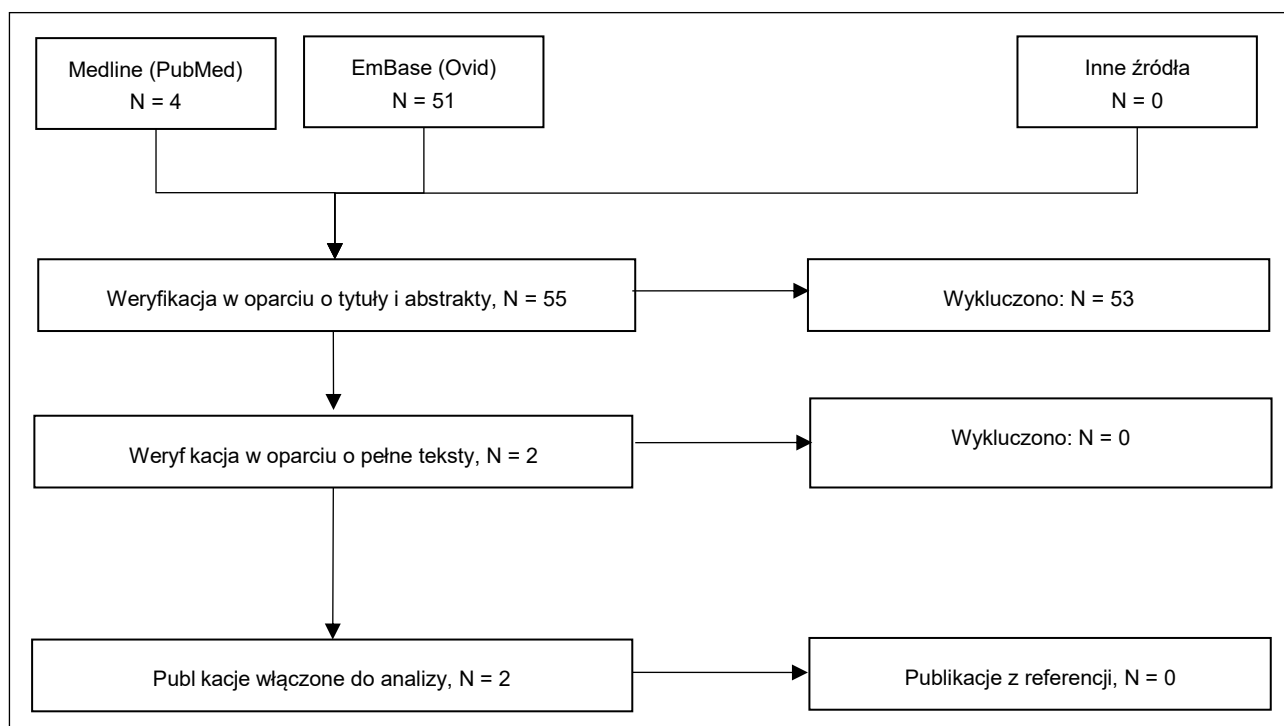 Medline (PubMed)
N = 4
EmBase (Ovid)
N = 51
Inne źródła
N = 0
Weryfikacja w oparciu o tytuły i abstrakty, N = 55
Wykluczono: N = 53
Weryf kacja w oparciu o pełne teksty, N = 2
Wykluczono: N = 0
Publ kacje włączone do analizy, N = 2
Publikacje z referencji, N = 0